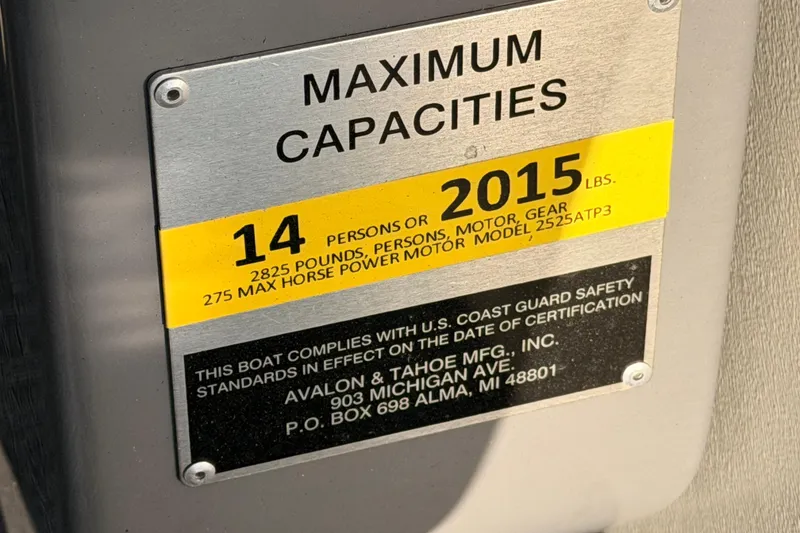 MAXIMUM
CAPACITIES
14 PERSONS OR 2015 LBS.
2825 POUNDS, PERSONS, MOTOR, GEAR
275 MAX HORSE POWER MOTOR MODEL 2525ATP3
THIS BOAT COMPLIES WITH U.S. COAST GUARD SAFETY
STANDARDS IN EFFECT ON THE DATE OF CERTIFICATION
AVALON & TAHOE MFG., INC.
903 MICHIGAN AVE.
P.O. BOX 698 ALMA, MI 48801